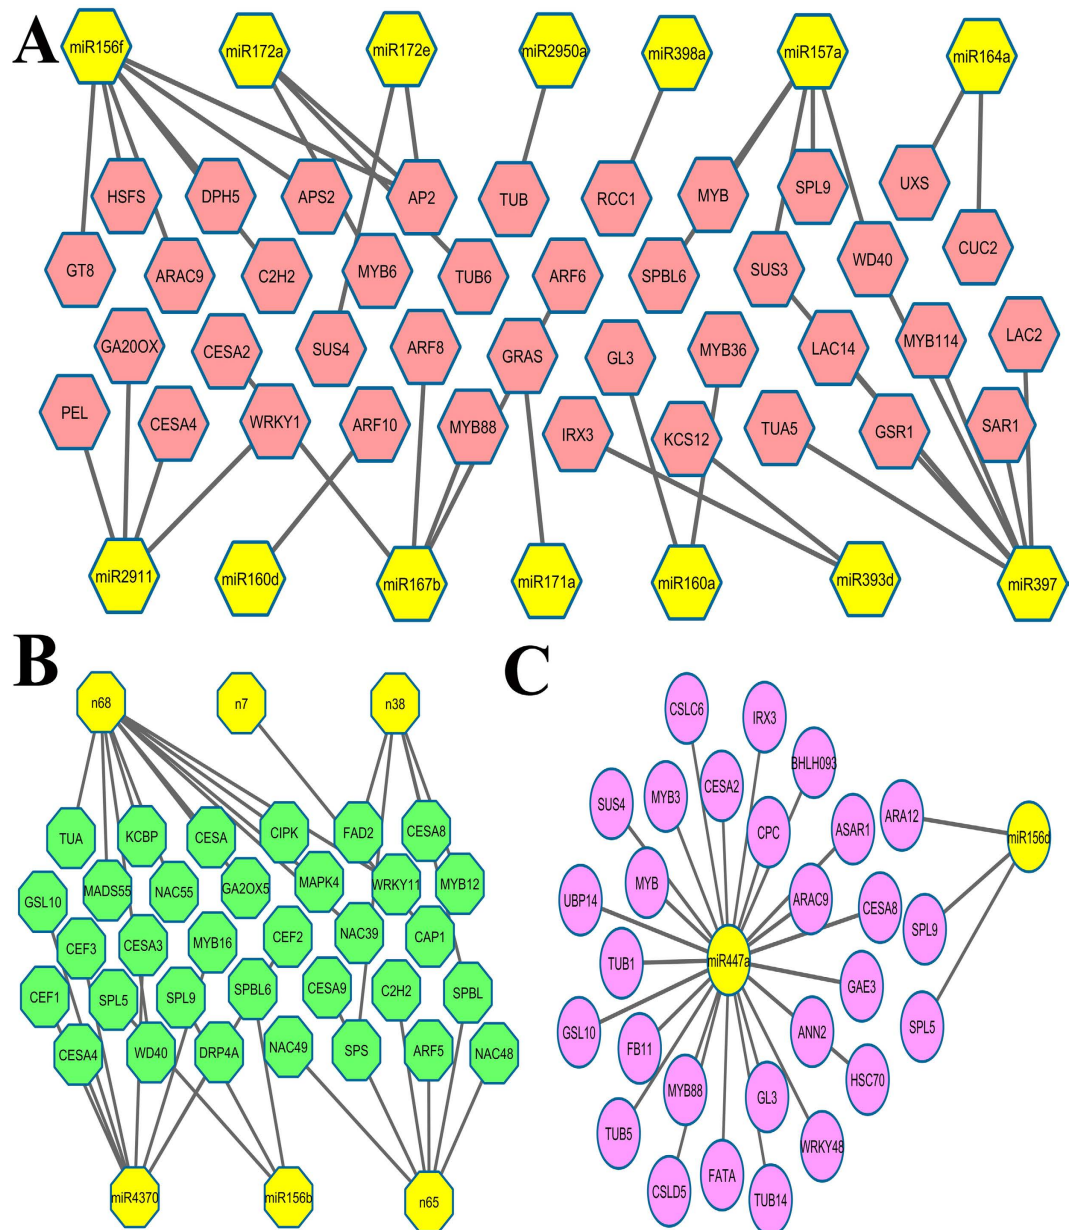 A
miR156f miR172a miR172e miR2950a miR398a miR157a miR164a
HSFS DPH5 APS2 AP2 TUB RCC1 MYB SPL9 UXS
GT8 ARAC9 C2H2 MYB6 TUB6 ARF6 SPBL6 SUS3 WD40 CUC2
GA20OX CESA2 SUS4 ARF8 GRAS GL3 MYB36 LAC14 MYB114 LAC2
PEL CESA4 WRKY1 ARF10 MYB88 IRX3 KCS12 TUA5 GSR1 SAR1
miR2911 miR160d miR167b miR171a miR160a miR393d miR397
B
n68 n7 n38
TUA KCBP CESA CIPK FAD2 CESA8
GSL10 MADS55 NAC55 GA2OX5 MAPK4 WRKY11 MYB12
CEF3 CESA3 MYB16 CEF2 NAC39 CAP1
CEF1 SPL5 SPL9 SPBL6 CESA9 C2H2 SPBL
CESA4 WD40 DRP4A NAC49 SPS ARF5 NAC48
miR4370 miR156b n65
C
CSLC6 IRX3
BHLH093
SUS4 MYB3 CESA2 CPC ASAR1 ARA12
miR156d
UBP14 MYB ARAC9 CESA8 SPL9
TUB1 miR447a GAE3
GSL10 FB11 ANN2 SPL5
MYB88 GL3 HSC70
TUB5 WRKY48
CSLD5 FATA TUB14